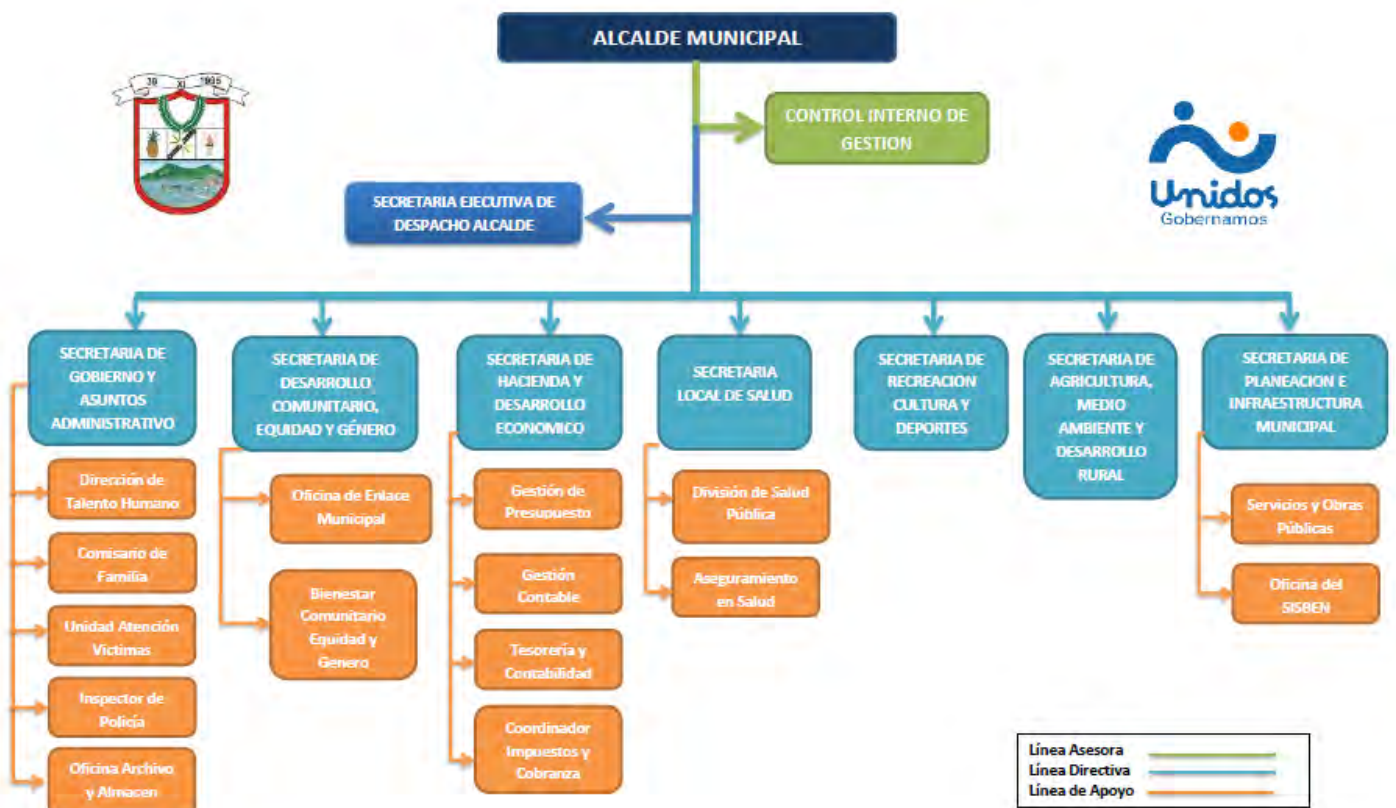 ALCALDE MUNICIPAL
30 XI 1995
CONTROL INTERNO DE
GESTION
Unidos
Gobernamos
SECRETARIA EJECUTIVA DE
DESPACHO ALCALDE
SECRETARIA DE
GOBIERNO Y
ASUNTOS
ADMINISTRATIVO
SECRETARIA DE
DESARROLLO
COMUNITARIO,
EQUIDAD Y GÉNERO
SECRETARIA DE
HACIENDA Y
DESARROLLO
ECONOMICO
SECRETARIA
LOCAL DE SALUD
SECRETARIA DE
RECREACION
CULTURA Y
DEPORTES
SECRETARIA DE
AGRICULTURA,
MEDIO
AMBIENTE Y
DESARROLLO
RURAL
SECRETARIA DE
PLANEACION E
INFRAESTRUCTURA
MUNICIPAL
Dirección de
Talento Humano
Comisario de
Familia
Unidad Atención
Victimas
Inspector de
Policía
Oficina Archivo
y Almacen
Oficina de Enlace
Municipal
Bienestar
Comunitario
Equidad y
Genero
Gestión de
Presupuesto
Gestión
Contable
Tesorería y
Contabilidad
Coordinador
Impuestos y
Cobranza
División de Salud
Pública
Aseguramiento
en Salud
Servicios y Obras
Públicas
Oficina del
SISBEN
Línea Asesora
Línea Directiva
Línea de Apoyo